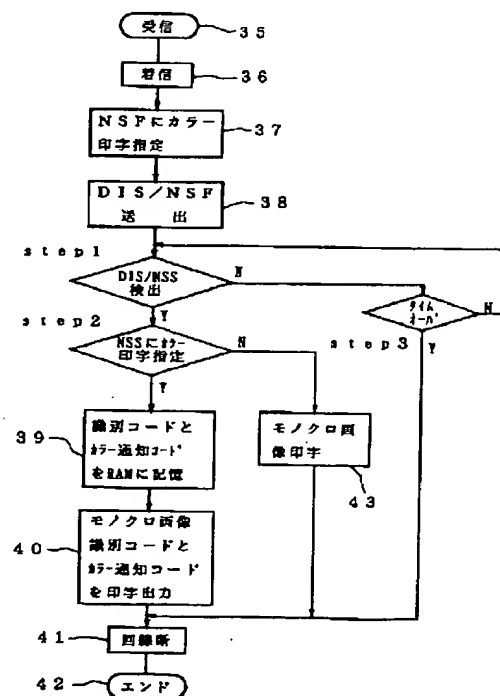 受信
35
着信
36
NSFにカラー
印字指定
37
DIS/NSF
送出
38
step1
DIS/NSS
検出
N
Y
タイム
オーバ
N
Y
step2
step3
NSSにカラー
印字指定
N
Y
39
識別コードと
カラー通知コード
をRAMに記憶
モノクロ画
像印字
43
40
モノクロ画像
識別コードと
カラー通知コード
を印字出力
41
回線断
42
エンド